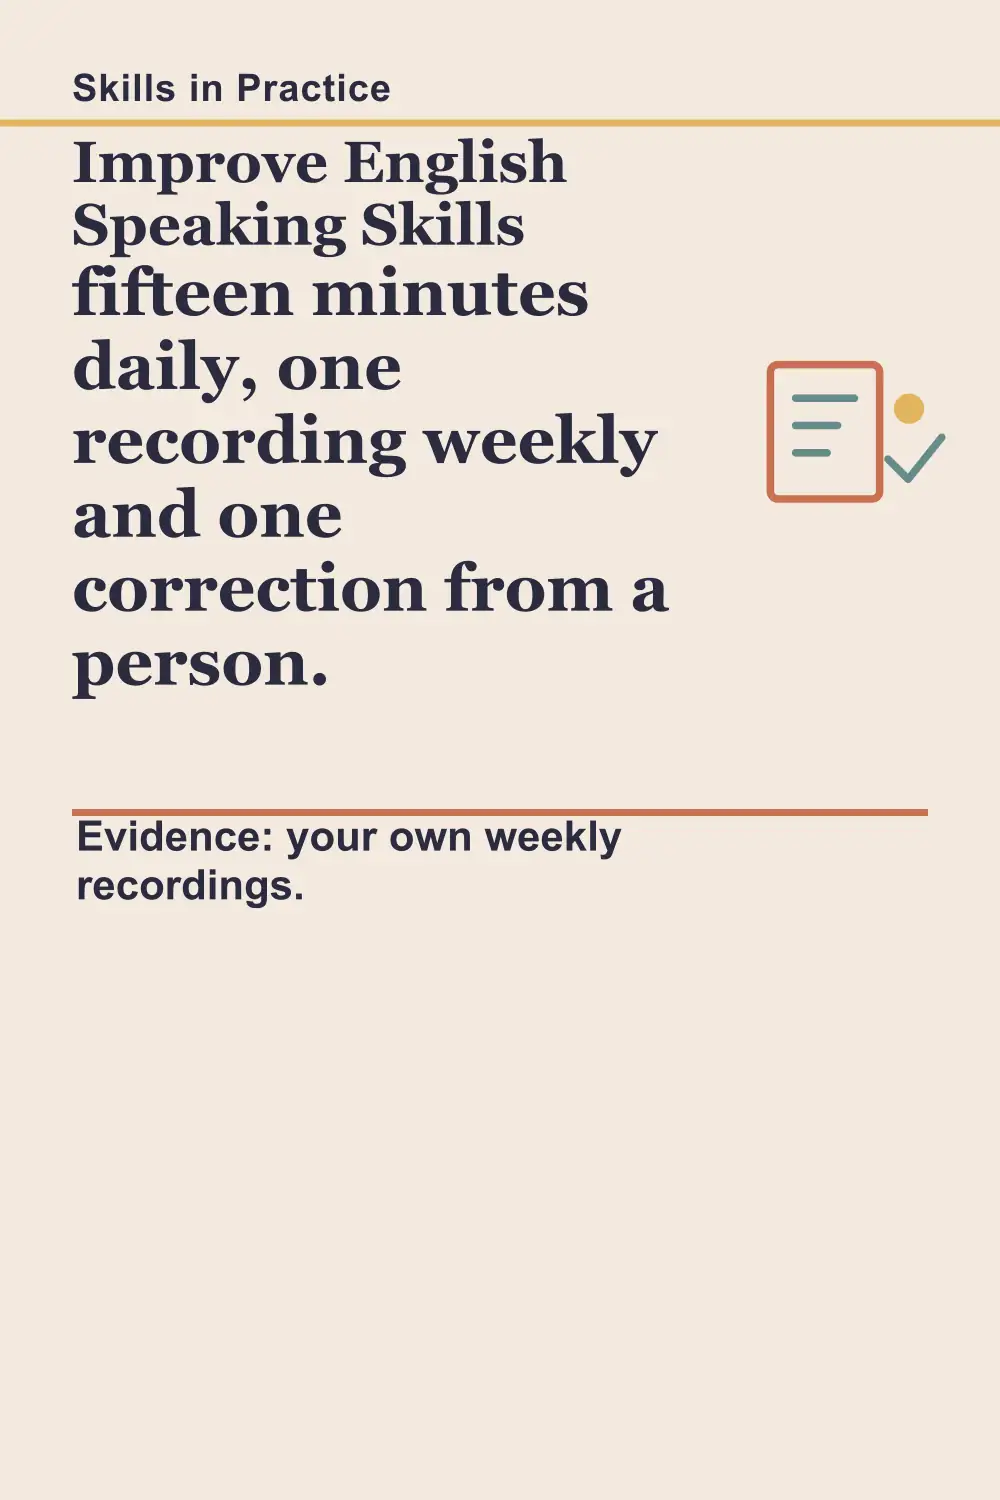 Skills in Practice
Improve English
Speaking Skills
fifteen minutes
daily, one
recording weekly
and one
correction from a
person.
Evidence: your own weekly
recordings.